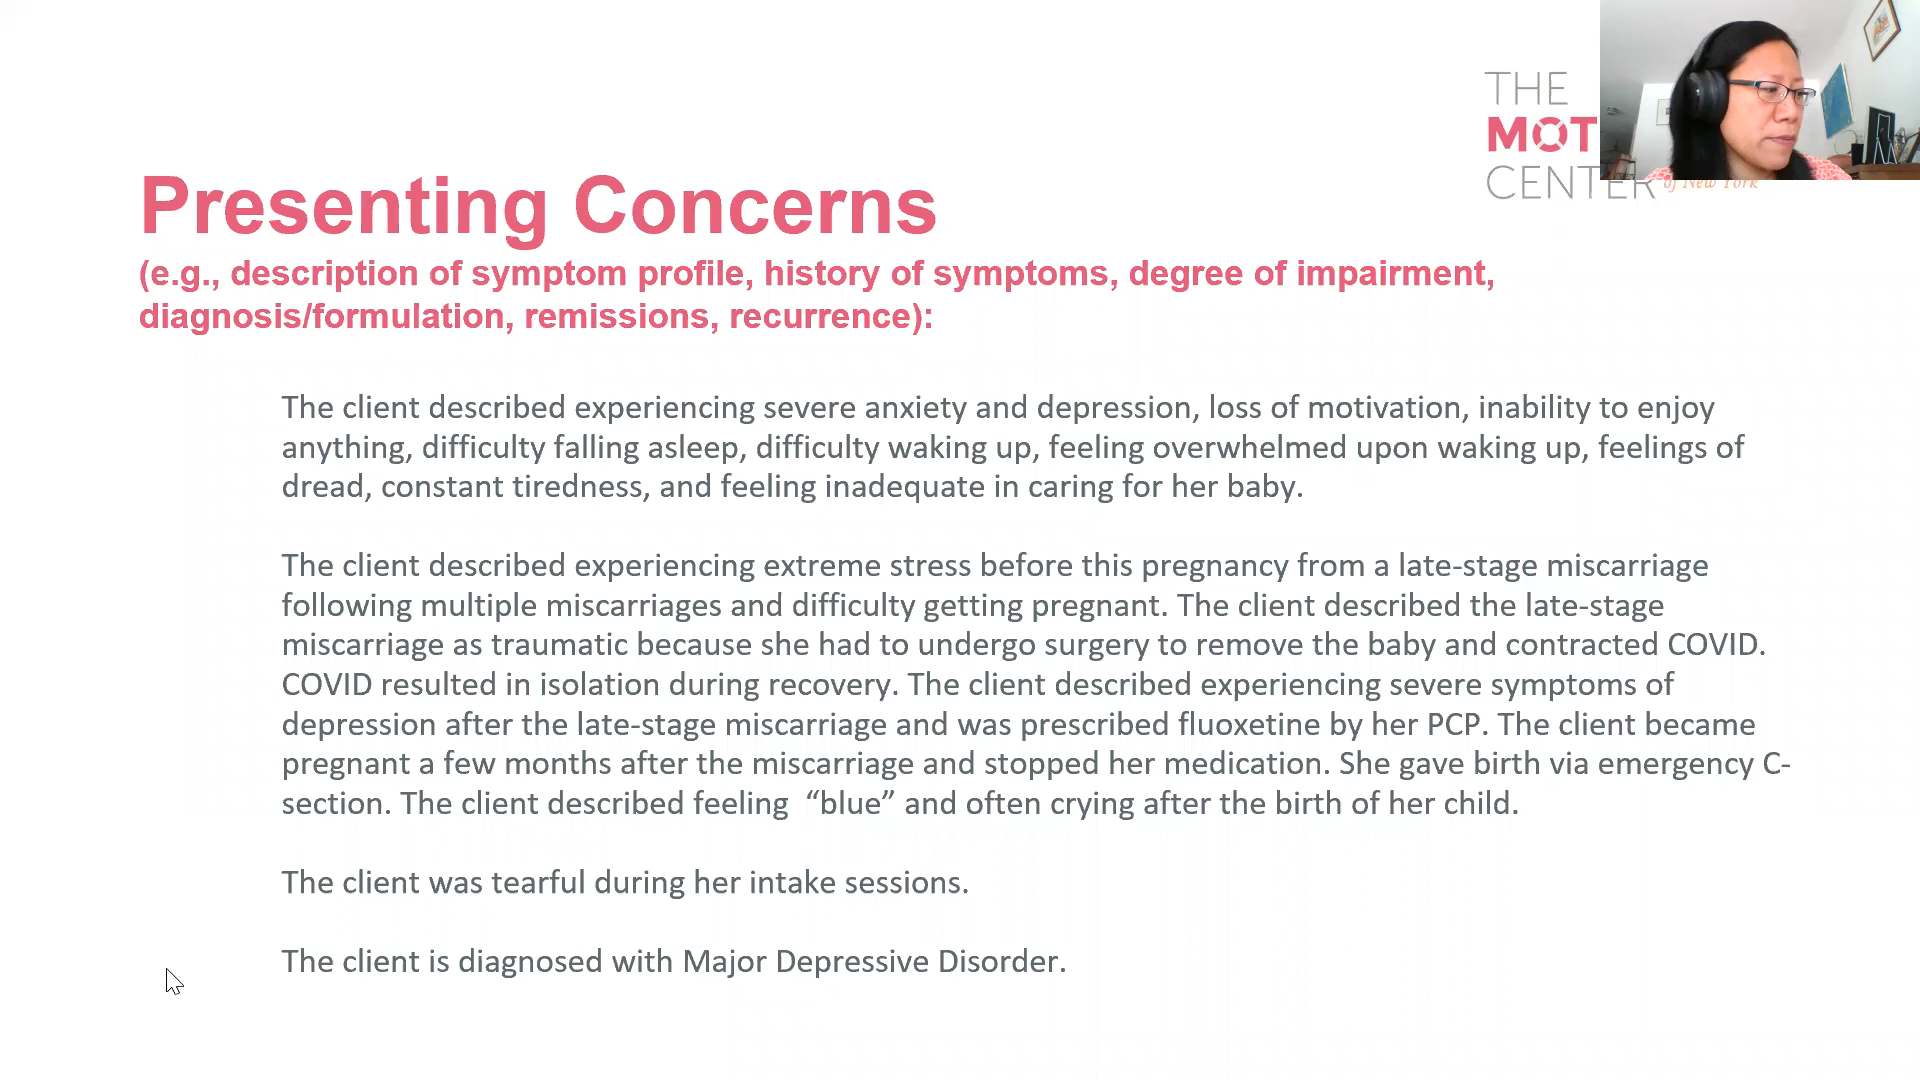 THE
MOT
CENTER
of New York
Presenting Concerns
(e.g., description of symptom profile, history of symptoms, degree of impairment,
diagnosis/formulation, remissions, recurrence):
The client described experiencing severe anxiety and depression, loss of motivation, inability to enjoy
anything, difficulty falling asleep, difficulty waking up, feeling overwhelmed upon waking up, feelings of
dread, constant tiredness, and feeling inadequate in caring for her baby.
The client described experiencing extreme stress before this pregnancy from a late-stage miscarriage
following multiple miscarriages and difficulty getting pregnant. The client described the late-stage
miscarriage as traumatic because she had to undergo surgery to remove the baby and contracted COVID.
COVID resulted in isolation during recovery. The client described experiencing severe symptoms of
depression after the late-stage miscarriage and was prescribed fluoxetine by her PCP. The client became
pregnant a few months after the miscarriage and stopped her medication. She gave birth via emergency C-
section. The client described feeling  “blue” and often crying after the birth of her child.
The client was tearful during her intake sessions.
The client is diagnosed with Major Depressive Disorder.